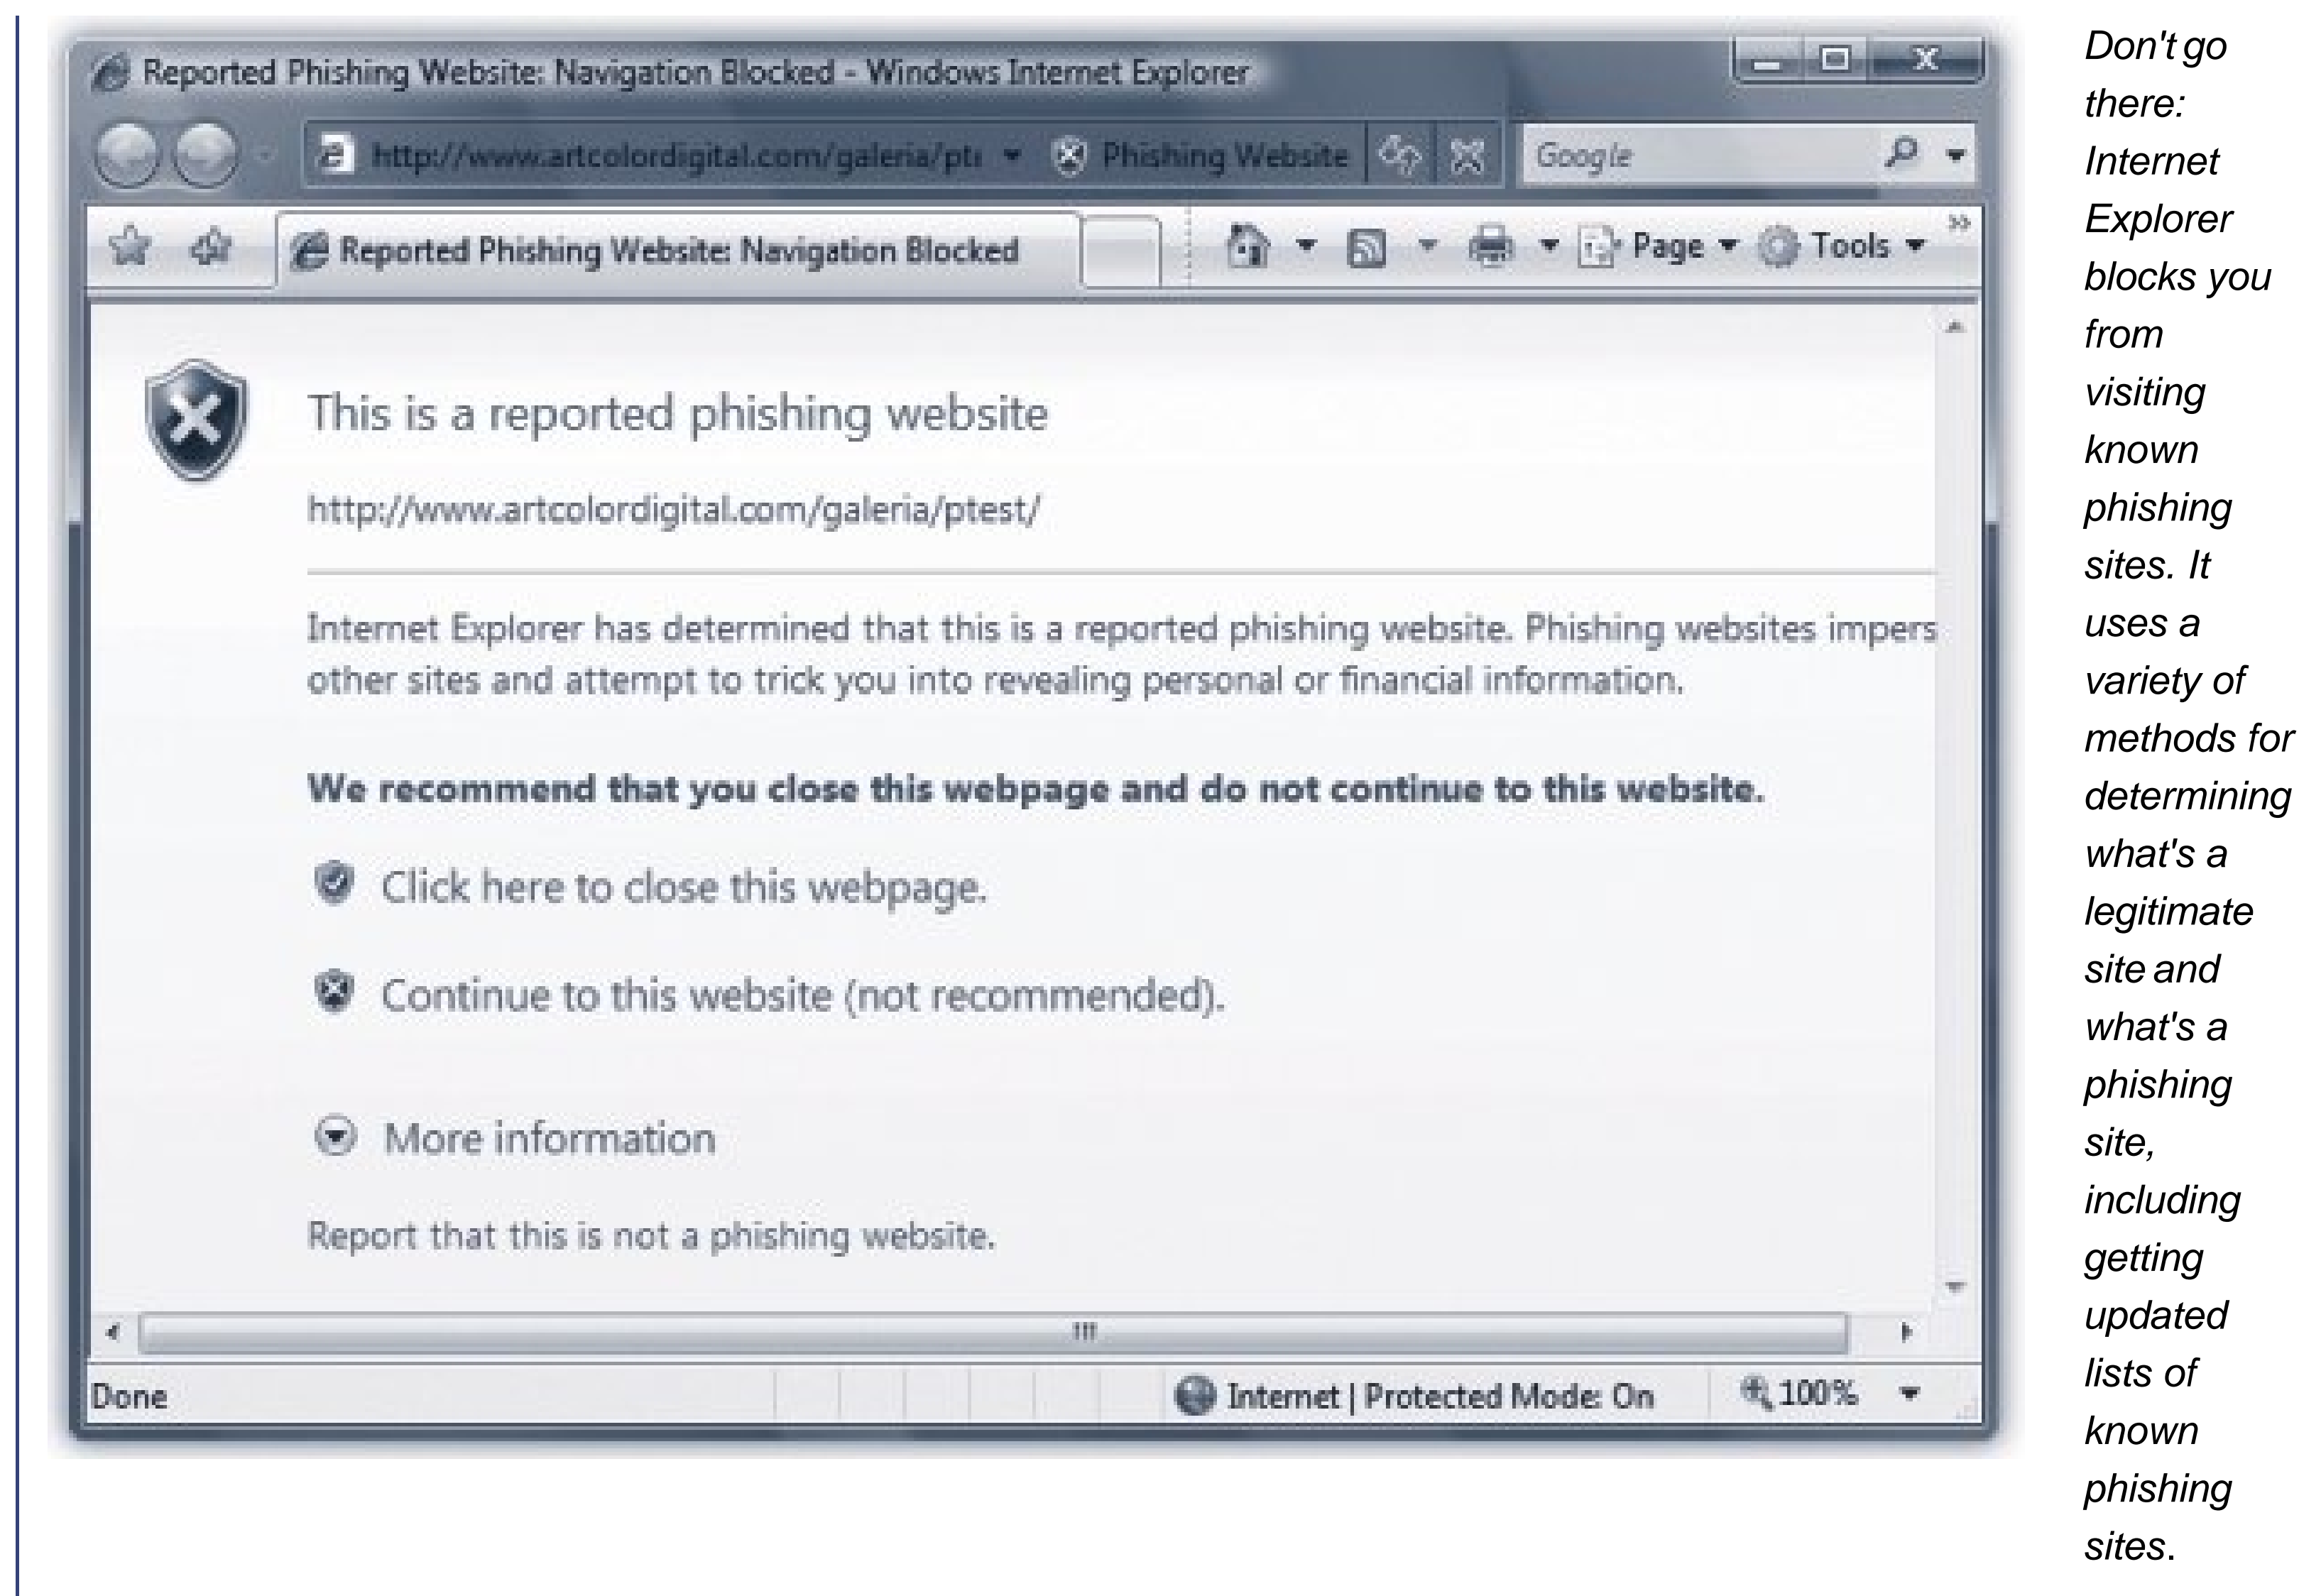 Reported Phishing Website: Navigation Blocked - Windows Internet Explorer
http://www.artcolordigital.com/galeria/pt Phishing Website Google
Reported Phishing Website: Navigation Blocked Page Tools
This is a reported phishing website
http://www.artcolordigital.com/galeria/ptest/
Internet Explorer has determined that this is a reported phishing website. Phishing websites impers
other sites and attempt to trick you into revealing personal or financial information.
We recommend that you close this webpage and do not continue to this website.
Click here to close this webpage.
Continue to this website (not recommended).
More information
Report that this is not a phishing website.
Done Internet | Protected Mode: On 100%
Don't go
there:
Internet
Explorer
blocks you
from
visiting
known
phishing
sites. It
uses a
variety of
methods for
determining
what's a
legitimate
site and
what's a
phishing
site,
including
getting
updated
lists of
known
phishing
sites.